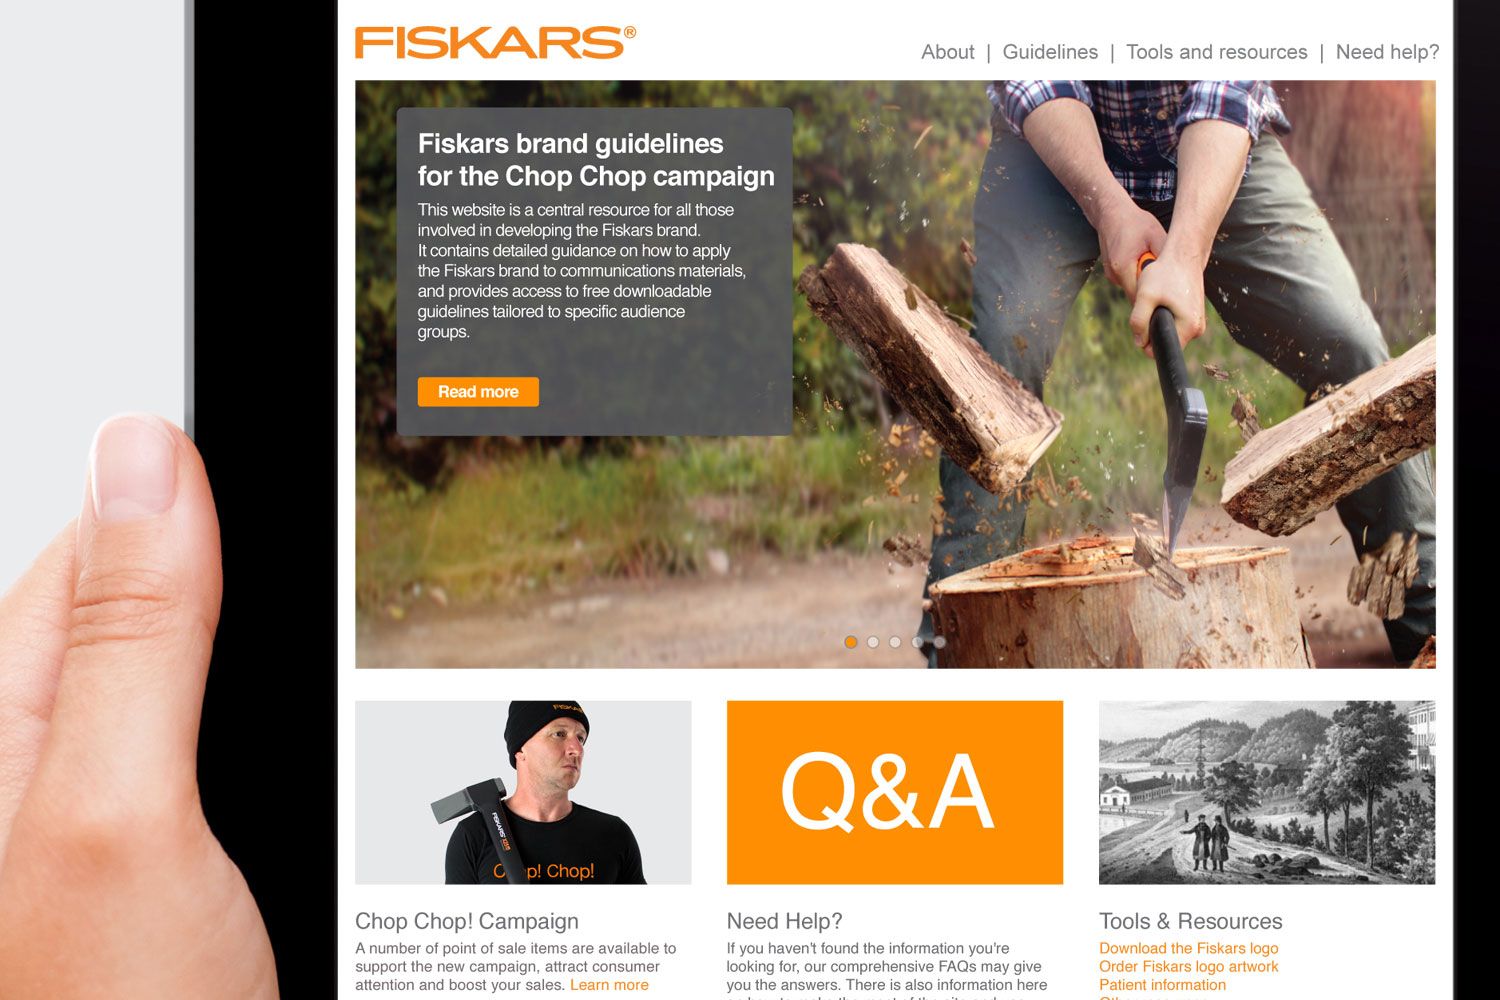 FISKARS®
About | Guidelines | Tools and resources | Need help?
Fiskars brand guidelines
for the Chop Chop campaign
This website is a central resource for all those
involved in developing the Fiskars brand.
It contains detailed guidance on how to apply
the Fiskars brand to communications materials,
and provides access to free downloadable
guidelines tailored to specific audience
groups.
Read more
FISKARS
FISKARS
Chop! Chop!
Q&A
Chop Chop! Campaign
A number of point of sale items are available to
support the new campaign, attract consumer
attention and boost your sales. Learn more
Need Help?
If you haven't found the information you're
looking for, our comprehensive FAQs may give
you the answers. There is also information here
Tools & Resources
Download the Fiskars logo
Order Fiskars logo artwork
Patient information